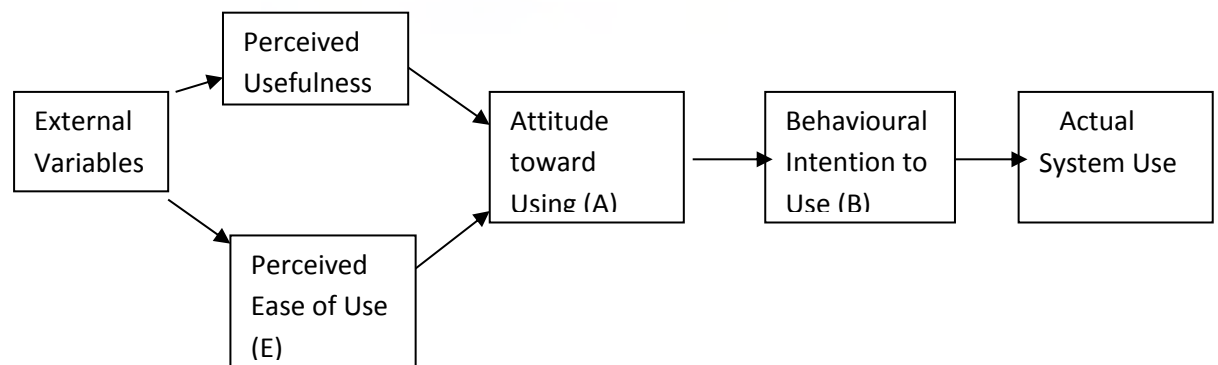 External
Variables
Perceived
Usefulness
Perceived
Ease of Use
(E)
Attitude
toward
Using (A)
Behavioural
Intention to
Use (B)
Actual
System Use